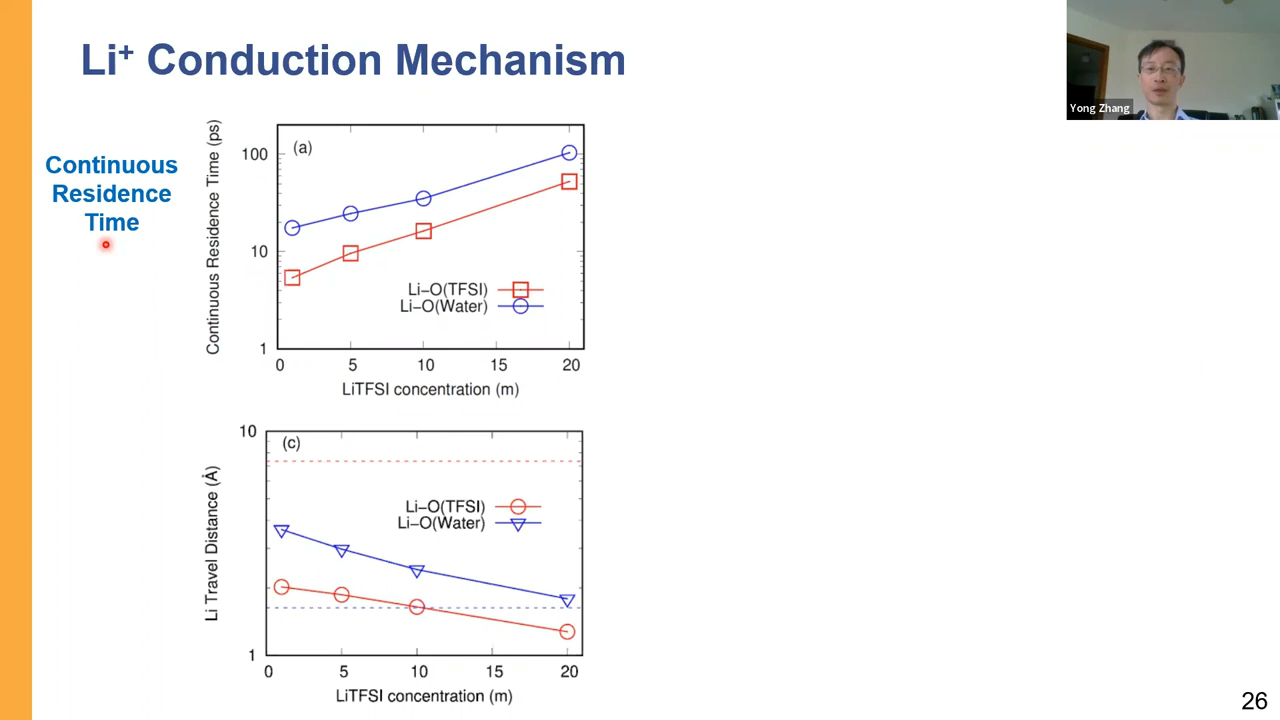 Li⁺ Conduction Mechanism
Yong Zhang
Continuous
Residence
Time
Continuous Residence Time (ps)
(a)
100
10
1
Li−O(TFSI)
Li−O(Water)
0 5 10 15 20
LiTFSI concentration (m)
Li Travel Distance (Å)
(c)
10
1
Li−O(TFSI)
Li−O(Water)
0 5 10 15 20
LiTFSI concentration (m)
26